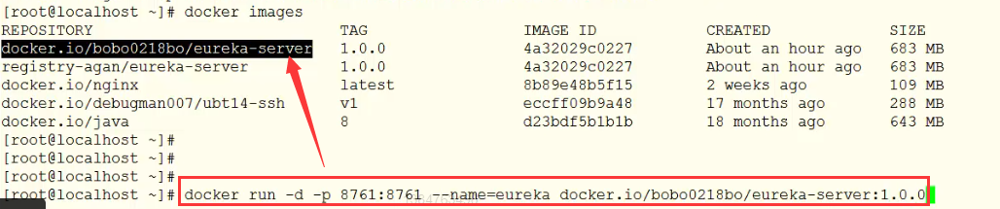 [root@localhost ~]# docker images
REPOSITORY TAG IMAGE ID CREATED SIZE
docker.io/bobo0218bo/eureka-server 1.0.0 4a32029c0227 About an hour ago 683 MB
registry-agan/eureka-server 1.0.0 4a32029c0227 About an hour ago 683 MB
docker.io/nginx latest 8b89e48b5f15 2 weeks ago 109 MB
docker.io/debugman007/ubt14-ssh v1 eccff09b9a48 17 months ago 288 MB
docker.io/java 8 d23bdf5b1b1b 18 months ago 643 MB
[root@localhost ~]#
[root@localhost ~]#
[root@localhost ~]#
[root@localhost ~]# docker run -d -p 8761:8761 --name=eureka docker.io/bobo0218bo/eureka-server:1.0.0